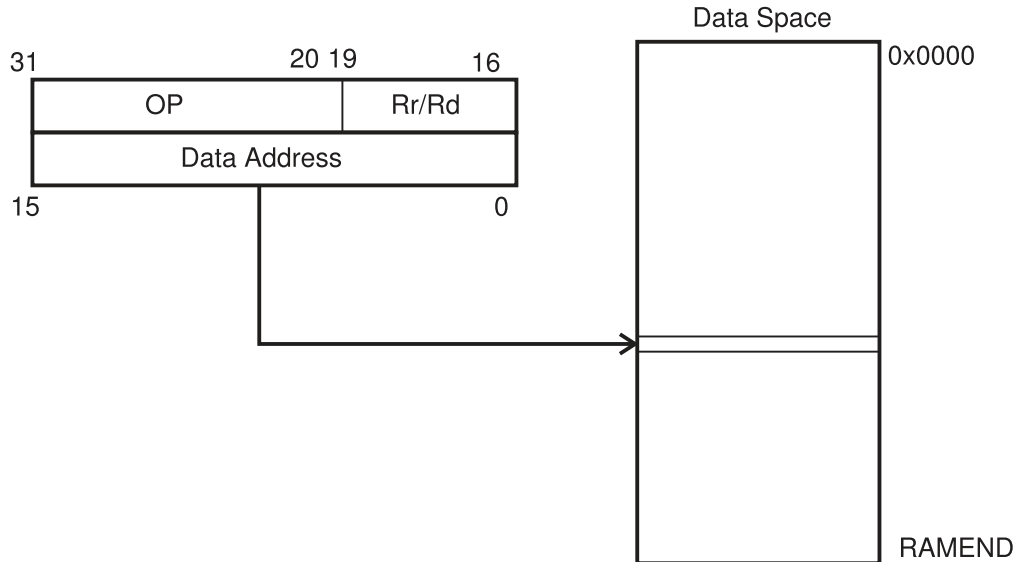 Data Space
0x0000
31 20 19 16
OP Rr/Rd
Data Address
15 0
RAMEND